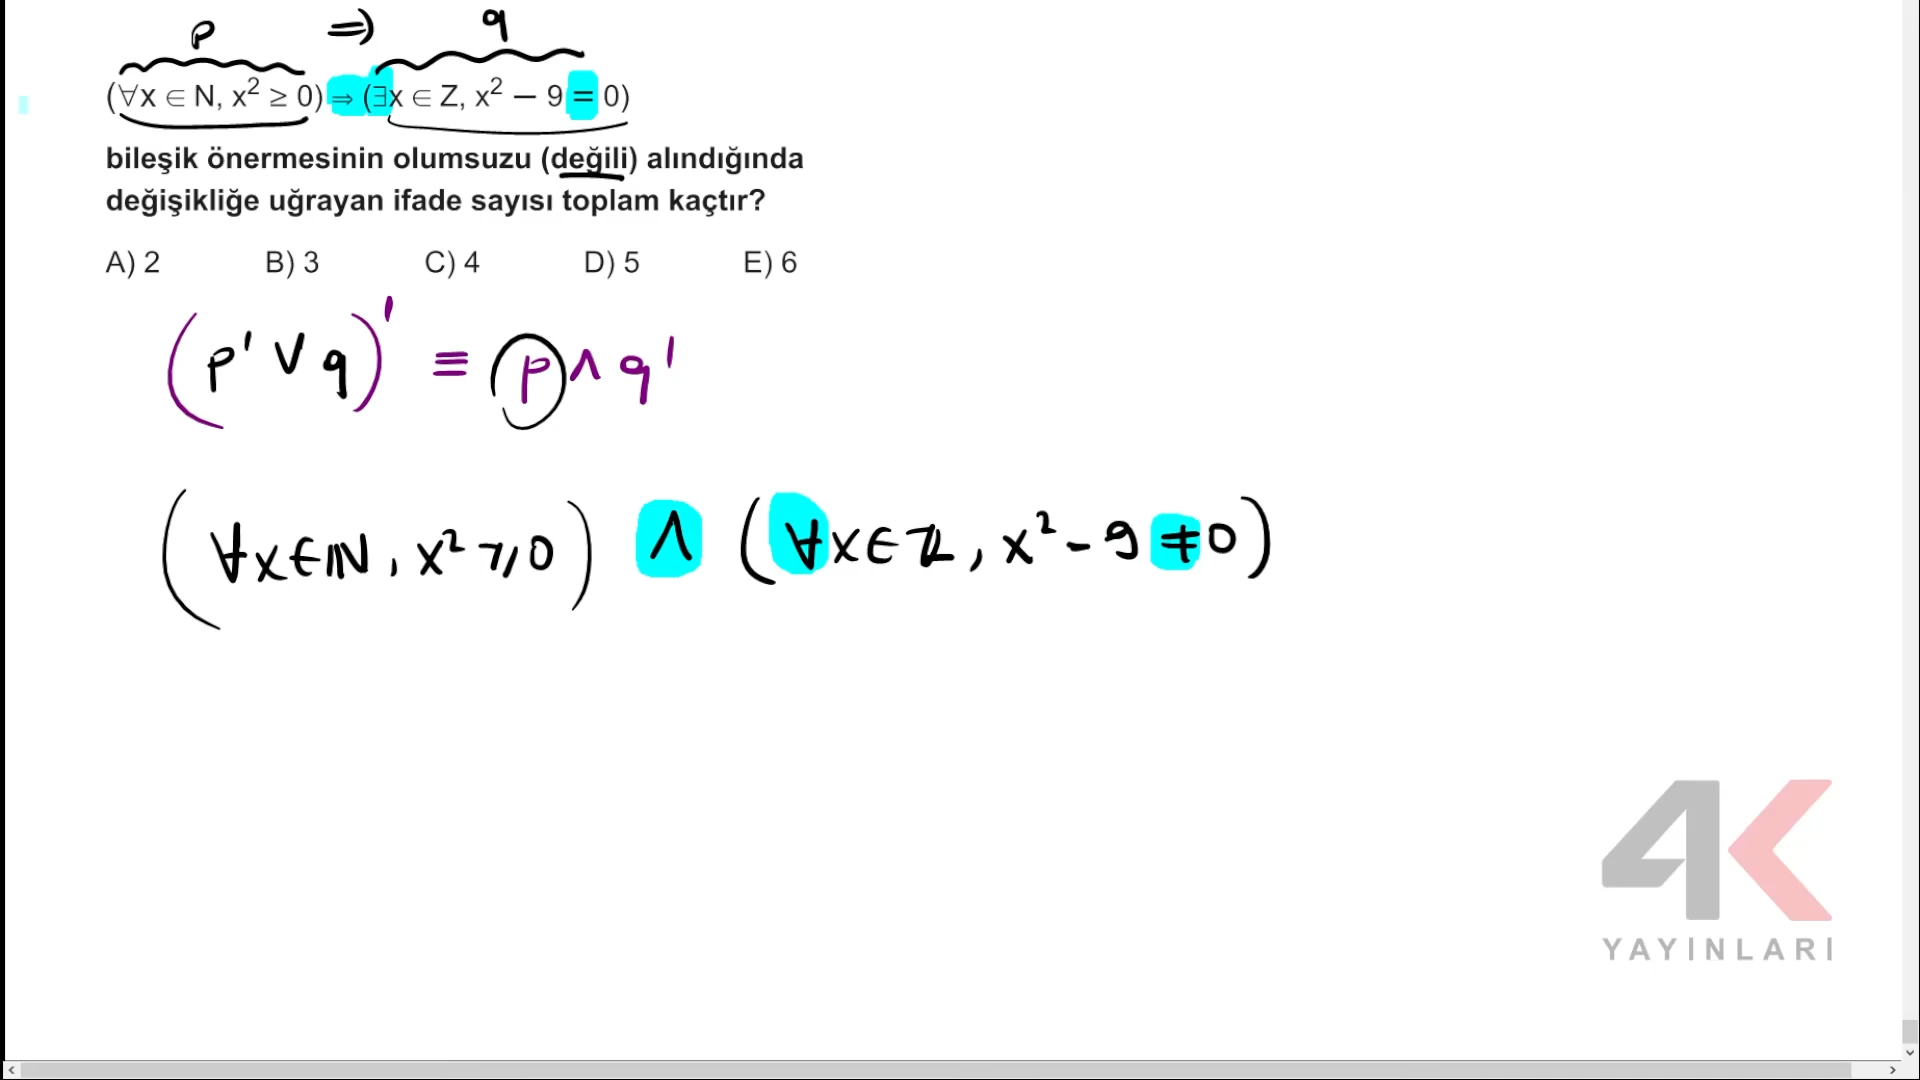 p ⇒ q
(∀x ∈ N, x² ≥ 0) ⇒ (∃x ∈ Z, x² − 9 = 0)
bileşik önermesinin olumsuzu (değili) alındığında
değişikliğe uğrayan ifade sayısı toplam kaçtır?
A) 2 B) 3 C) 4 D) 5 E) 6
(p' ∨ q)' ≡ p ∧ q'
(∀x ∈ ℕ, x² ≥ 0) ∧ (∀x ∈ ℤ, x² - 9 ≠ 0)
4K
YAYINLARI